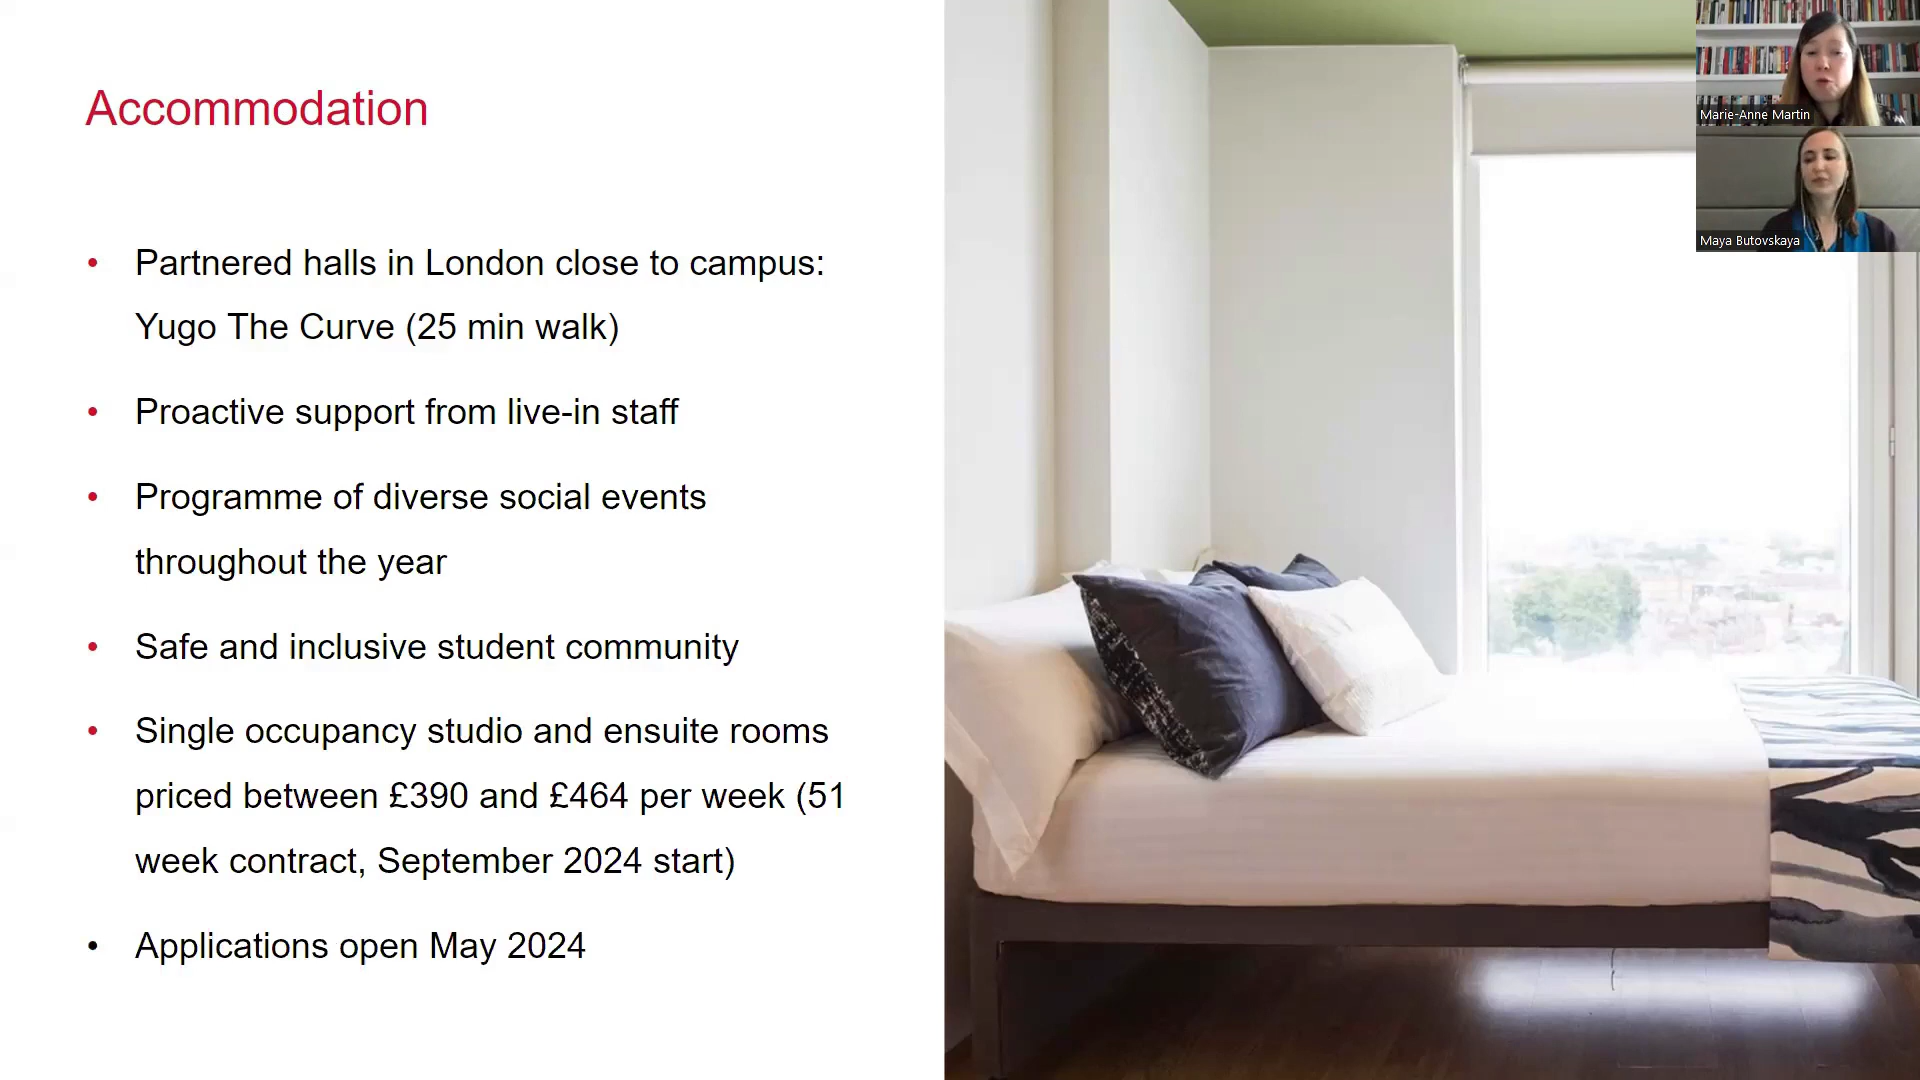 Accommodation
• Partnered halls in London close to campus:
Yugo The Curve (25 min walk)
• Proactive support from live-in staff
• Programme of diverse social events
throughout the year
• Safe and inclusive student community
• Single occupancy studio and ensuite rooms
priced between £390 and £464 per week (51
week contract, September 2024 start)
• Applications open May 2024
Marie-Anne Martin
Maya Butovskaya